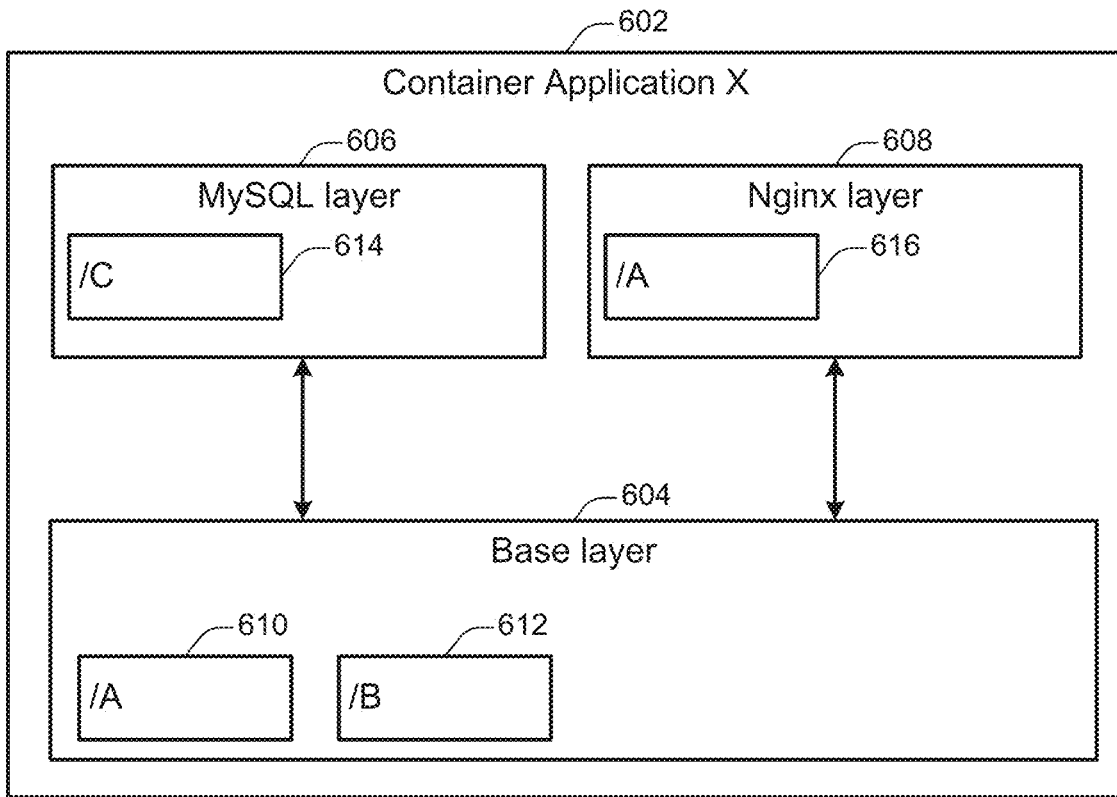 602
Container Application X
606
608
MySQL layer
Nginx layer
/C
614
/A
616
604
Base layer
610
612
/A
/B